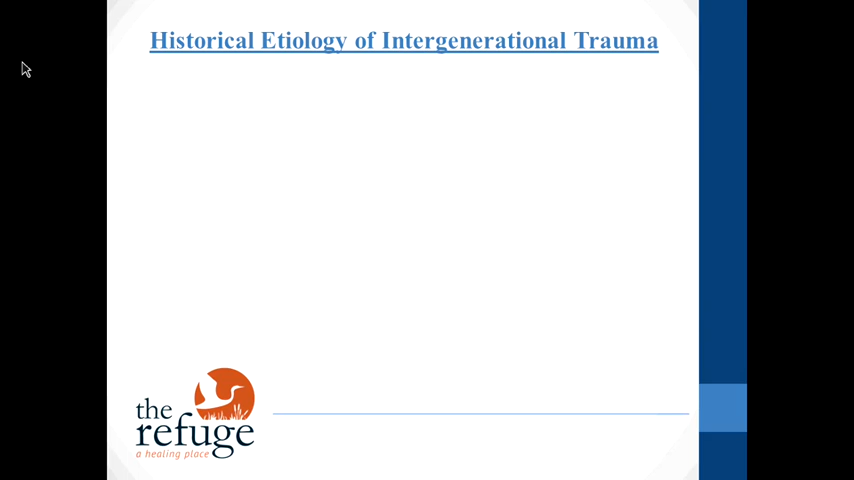 Historical Etiology of Intergenerational Trauma
the
refuge
a healing place